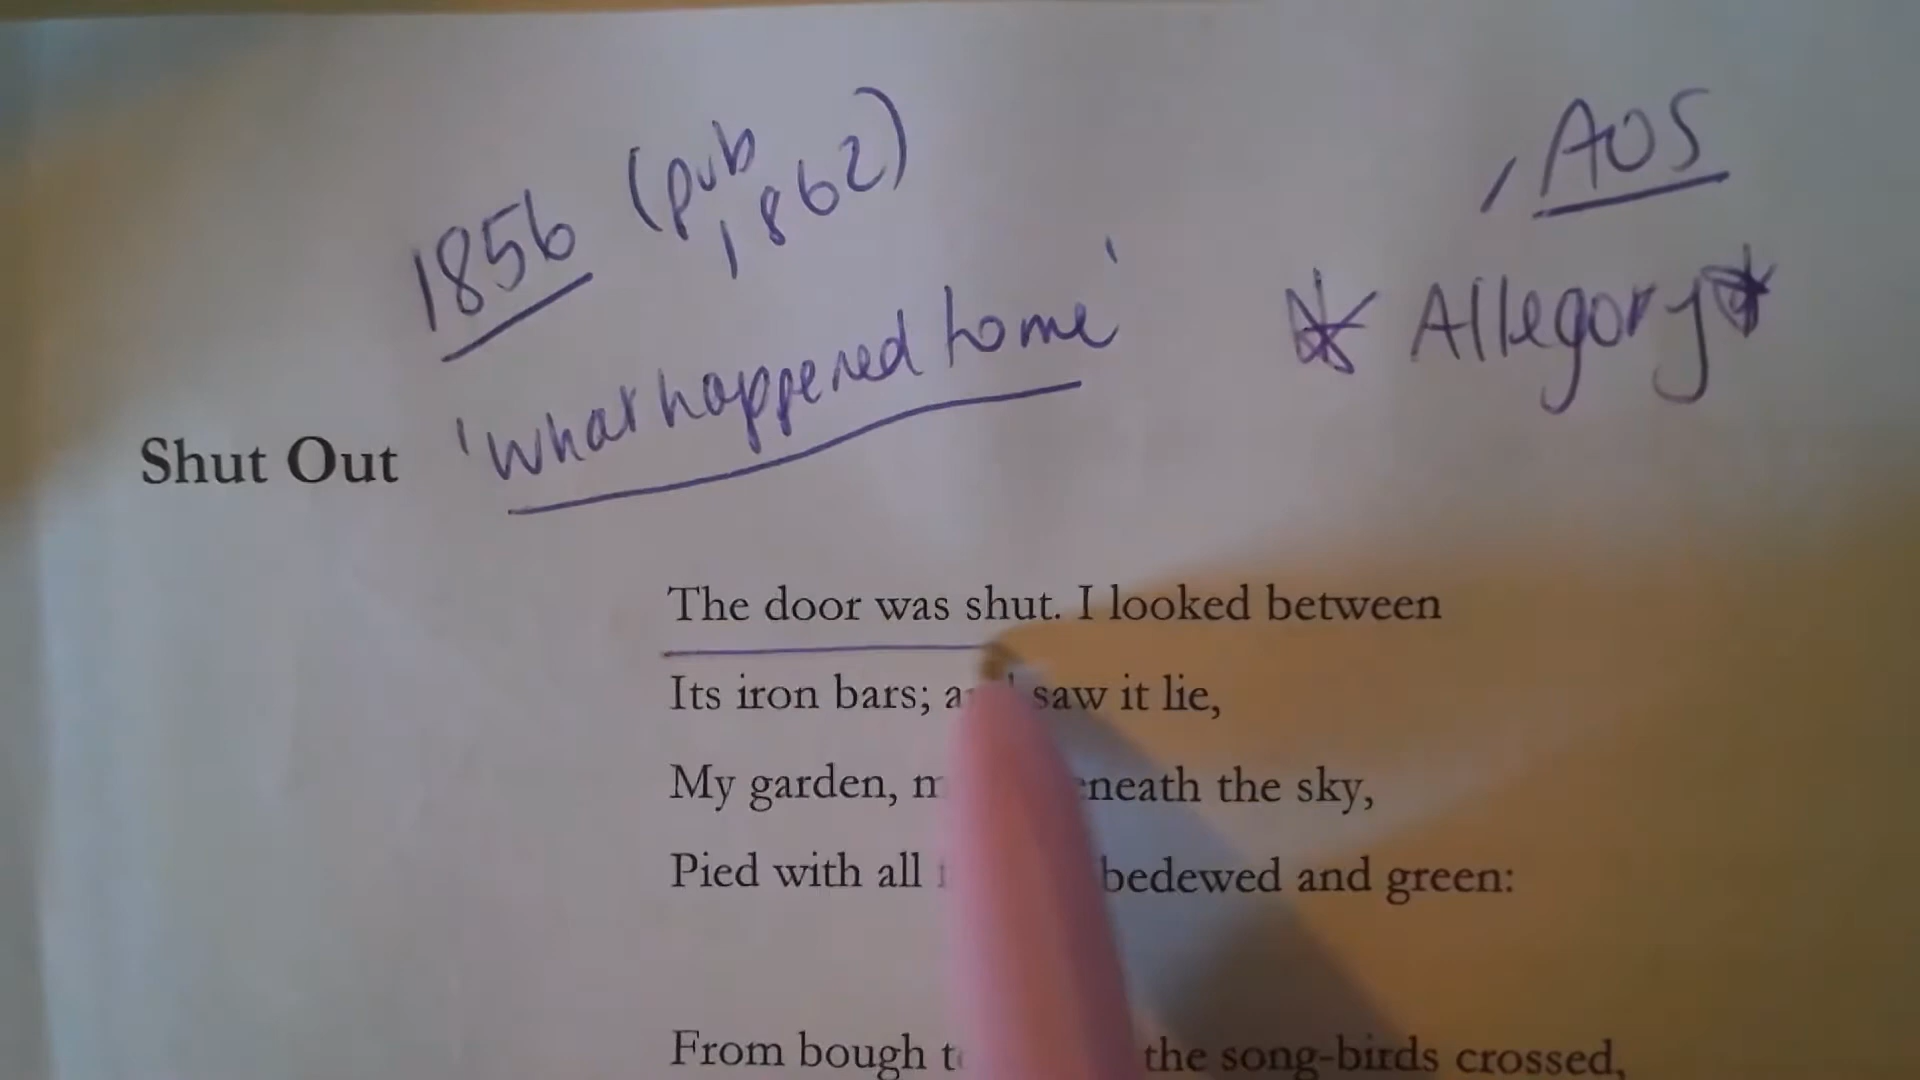 1856 (pub 1862)
, AOS
* Allegory *
Shut Out 'what happened home'
The door was shut. I looked between
Its iron bars; saw it lie,
My garden, the sky,
Pied with all bedewed and green:
From bough the song-birds crossed,